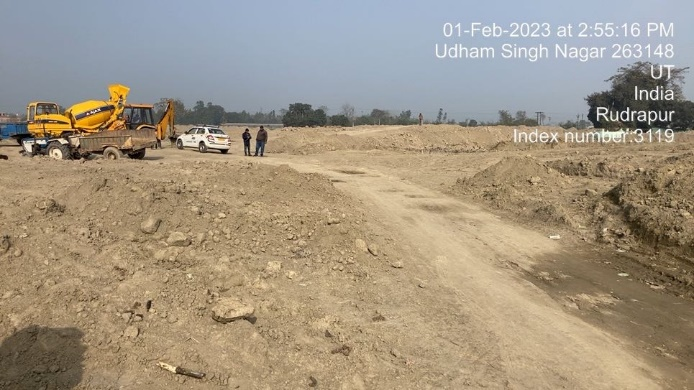 01-Feb-2023 at 2:55:16 PM
Udham Singh Nagar 263148
UT
India
Rudrapur
Index number:3119